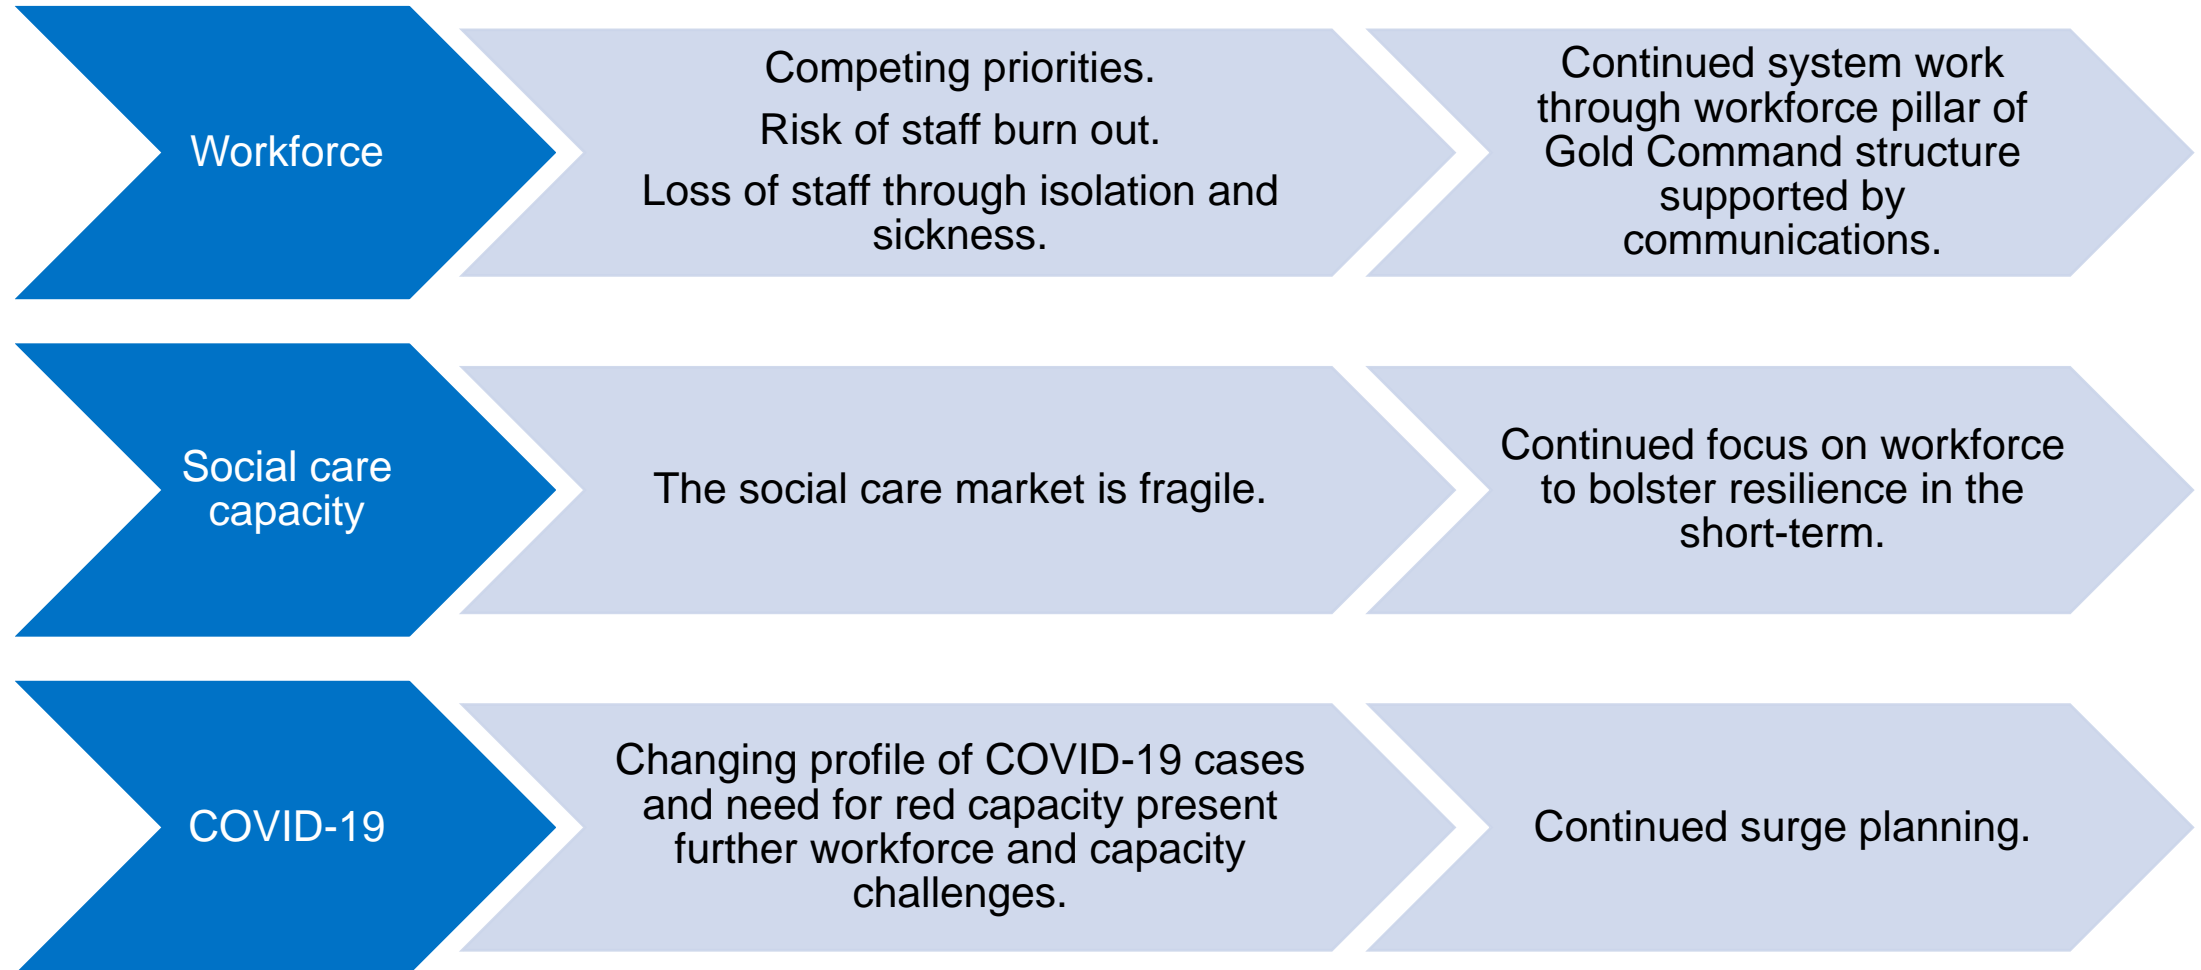 Workforce
Competing priorities.
Risk of staff burn out.
Loss of staff through isolation and
sickness.
Continued system work
through workforce pillar of
Gold Command structure
supported by
communications.
Social care
capacity
The social care market is fragile.
Continued focus on workforce
to bolster resilience in the
short-term.
COVID-19
Changing profile of COVID-19 cases
and need for red capacity present
further workforce and capacity
challenges.
Continued surge planning.